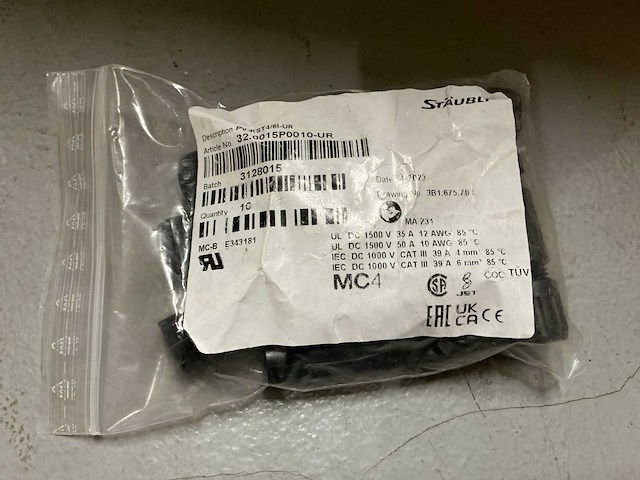 STÄUBLI
Description PV-KST4/6I-UR
Article No. 32.0015P0010-UR
Batch 3128015
Quantity 10
MC-B E343181
Drawing No.
MA 231
UL DC 1500 V 35 A 12 AWG 85 °C
UL DC 1500 V 50 A 10 AWG 85 °C
IEC DC 1000 V CAT III 39 A 4 mm² 85 °C
IEC DC 1000 V CAT III 39 A 6 mm² 85 °C
MC4
JET
COC TÜV
EAC UK CA CE